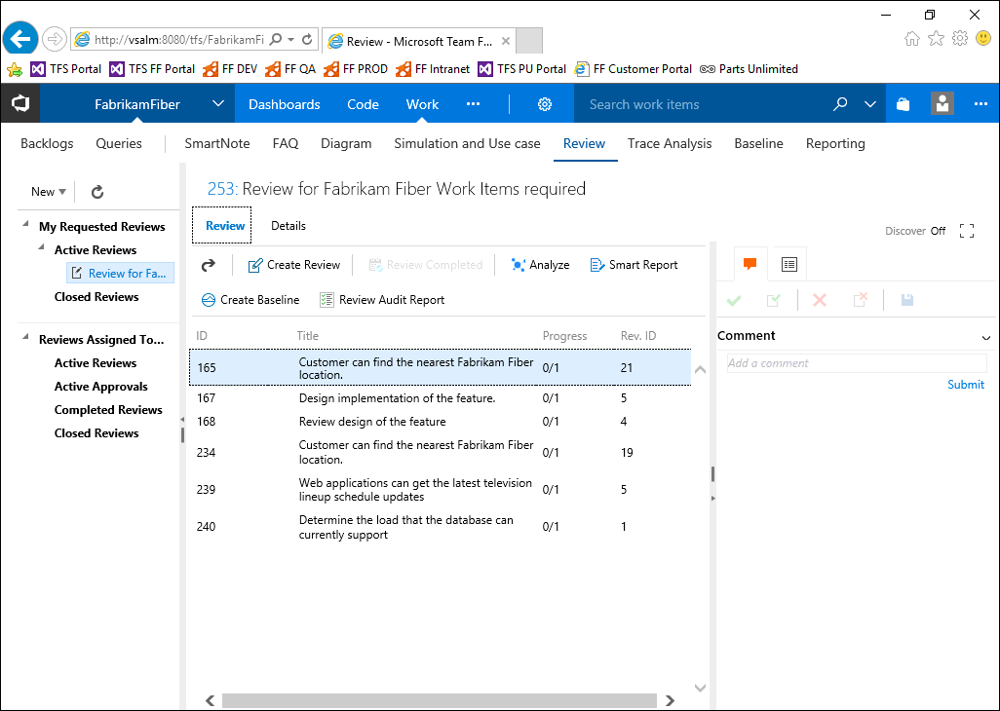 http://vsalm:8080/tfs/FabrikamFi
Review - Microsoft Team F...
TFS Portal
TFS FF Portal
FF DEV
FF QA
FF PROD
FF Intranet
TFS PU Portal
FF Customer Portal
Parts Unlimited
FabrikamFiber
Dashboards
Code
Work
Search work items
Backlogs
Queries
SmartNote
FAQ
Diagram
Simulation and Use case
Review
Trace Analysis
Baseline
Reporting
New
My Requested Reviews
Active Reviews
Review for Fa...
Closed Reviews
Reviews Assigned To...
Active Reviews
Active Approvals
Completed Reviews
Closed Reviews
253: Review for Fabrikam Fiber Work Items required
Review
Details
Discover Off
Create Review
Review Completed
Analyze
Smart Report
Create Baseline
Review Audit Report
ID Title Progress Rev. ID
165 Customer can find the nearest Fabrikam Fiber 0/1 21
location.
167 Design implementation of the feature. 0/1 5
168 Review design of the feature 0/1 4
234 Customer can find the nearest Fabrikam Fiber 0/1 19
location.
239 Web applications can get the latest television 0/1 5
lineup schedule updates
240 Determine the load that the database can 0/1 1
currently support
Comment
Add a comment
Submit